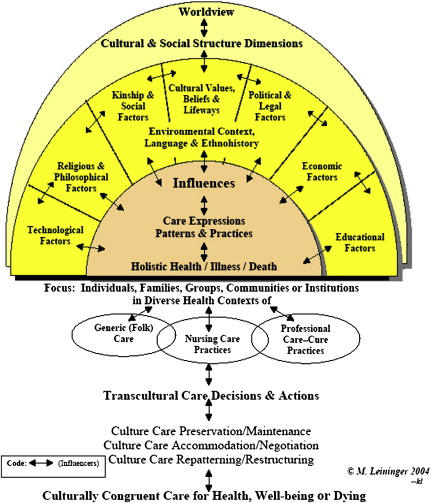 Worldview
Cultural & Social Structure Dimensions
Kinship &
Social
Factors
Cultural Values,
Beliefs &
Lifeways
Political &
Legal
Factors
Environmental Context,
Language & Ethnohistory
Religious &
Philosophical
Factors
Influences
Economic
Factors
Technological
Factors
Care Expressions
Patterns & Practices
Educational
Factors
Holistic Health / Illness / Death
Focus: Individuals, Families, Groups, Communities or Institutions
in Diverse Health Contexts of
Generic (Folk)
Care
Nursing Care
Practices
Professional
Care–Cure
Practices
Transcultural Care Decisions & Actions
Culture Care Preservation/Maintenance
Culture Care Accommodation/Negotiation
Culture Care Repatterning/Restructuring
Code: (Influencers)
© M. Leininger 2004
–kl
Culturally Congruent Care for Health, Well-being or Dying